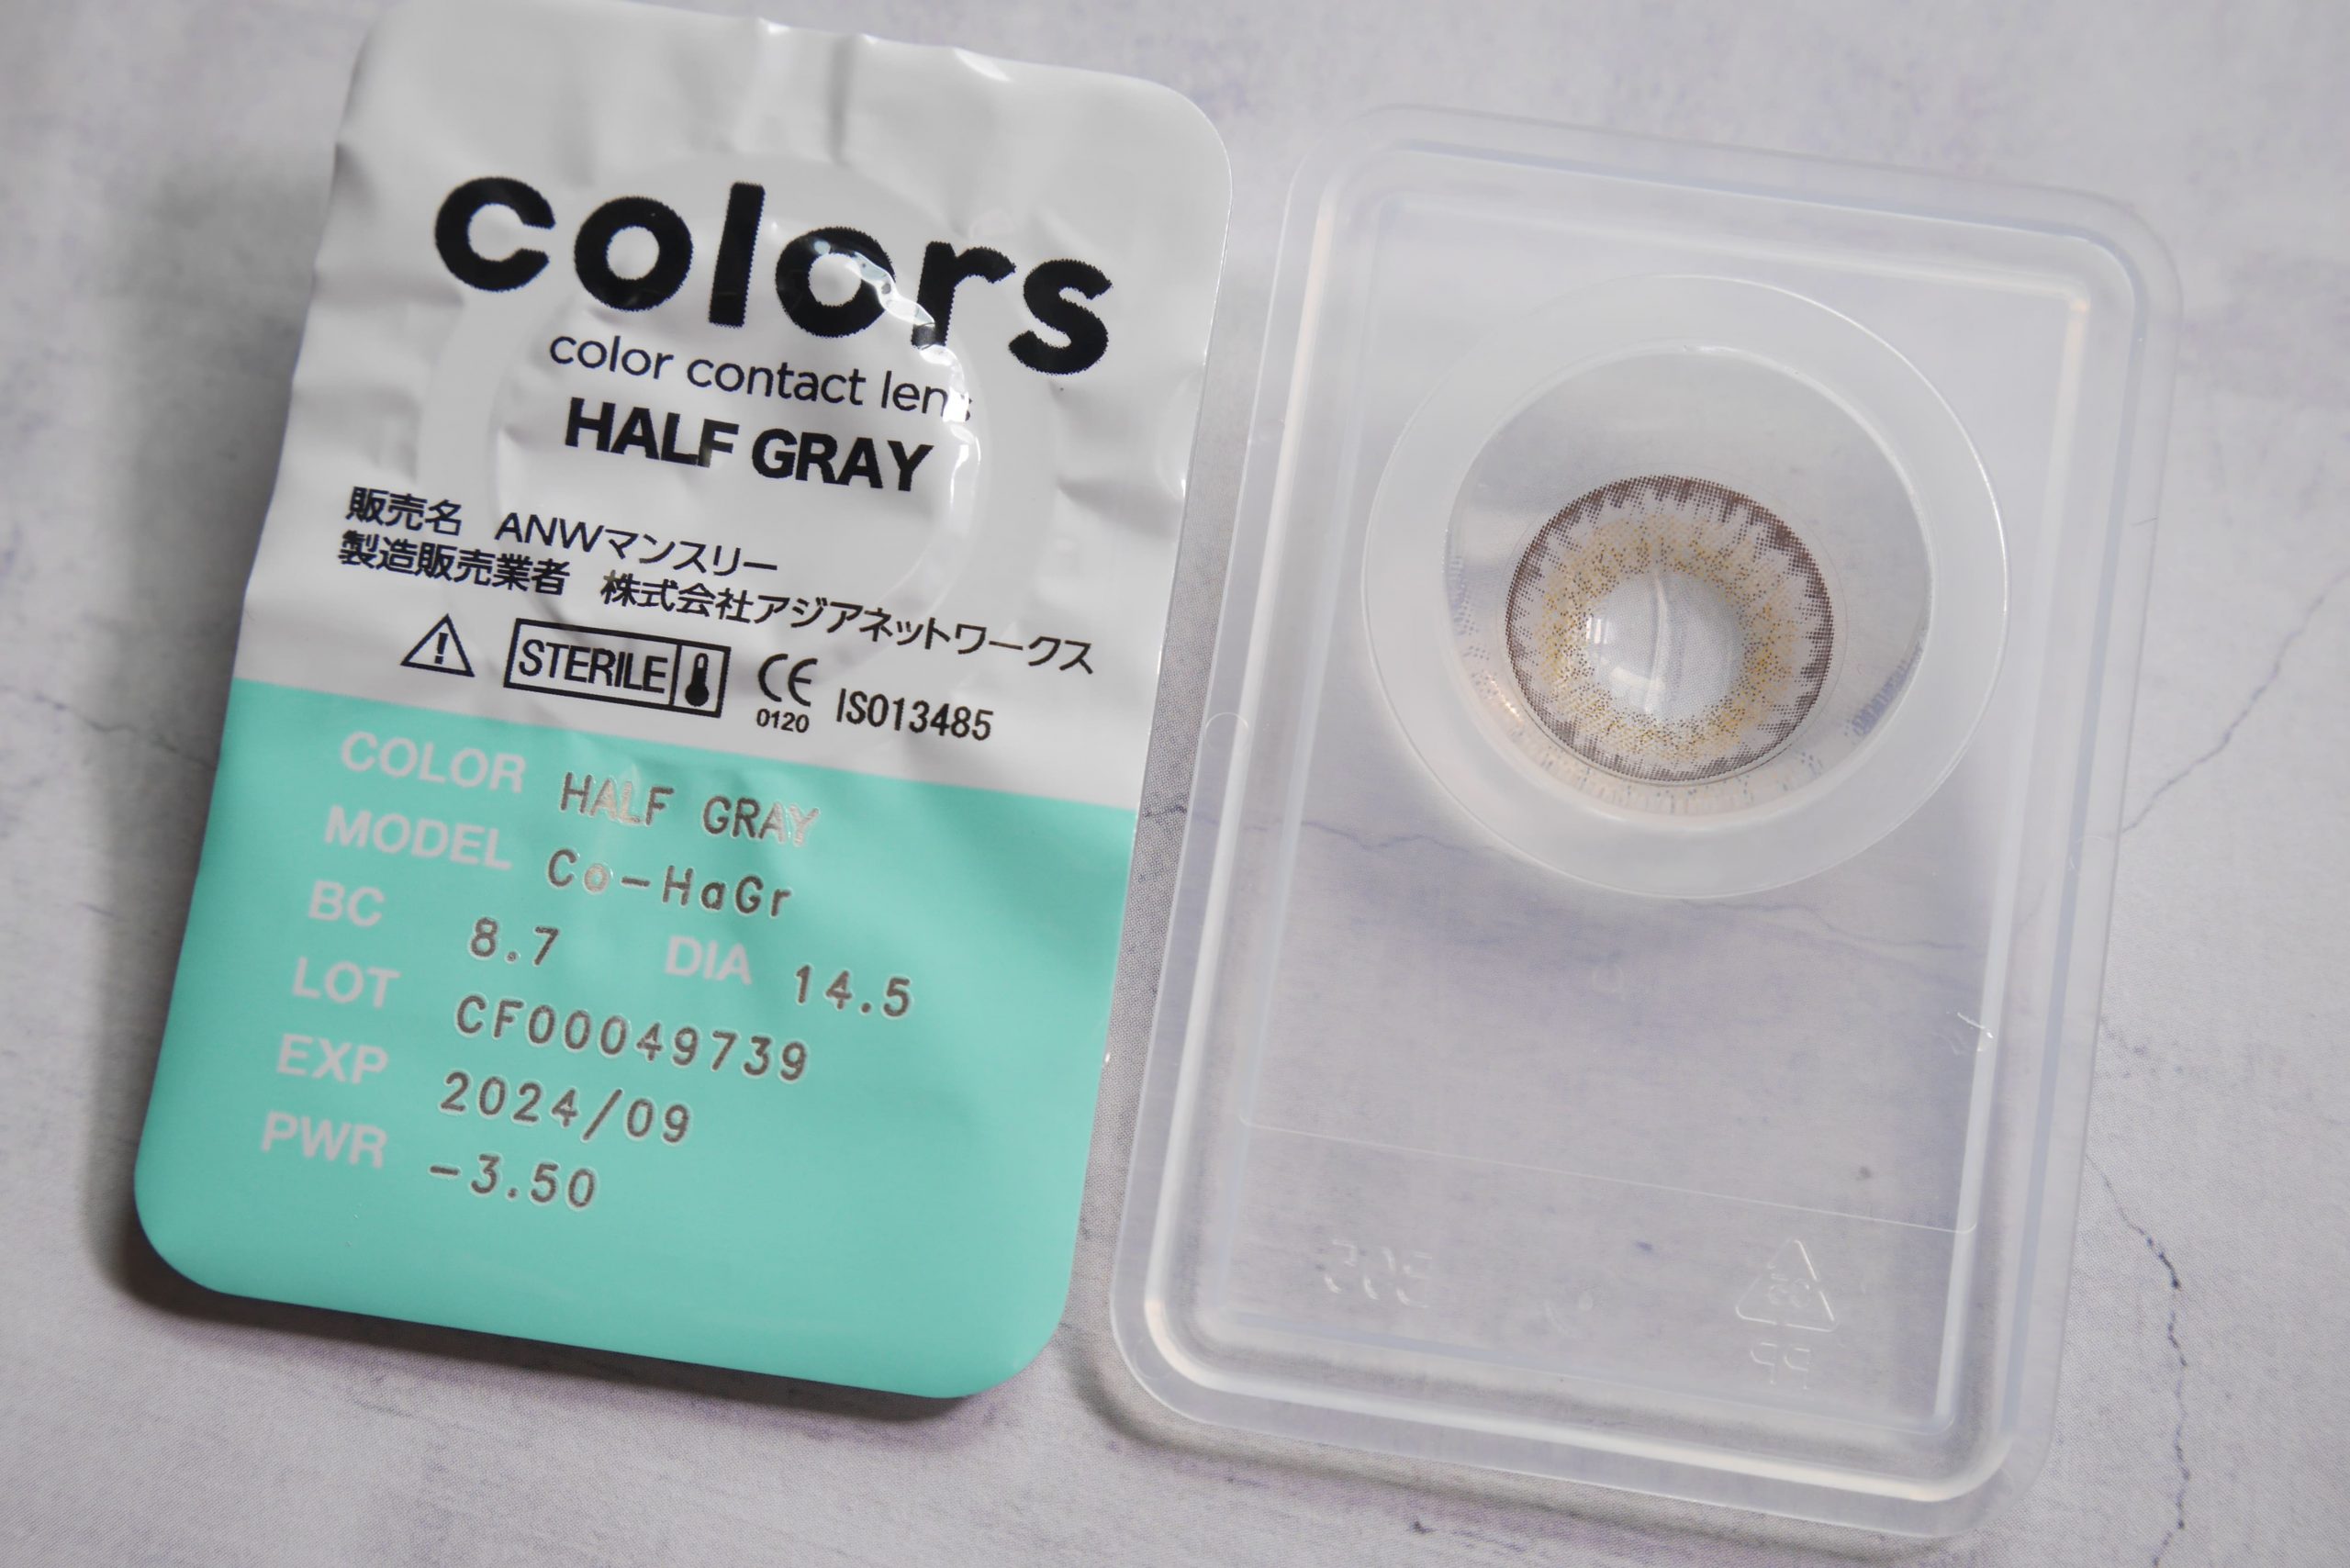 colors
color contact lens
HALF GRAY
販売名 ANWマンスリー
製造販売業者 株式会社アジアネットワークス
STERILE CE 0120 ISO13485
COLOR HALF GRAY
MODEL Co-HaGr
BC 8.7 DIA 14.5
LOT CF00049739
EXP 2024/09
PWR -3.50
PP